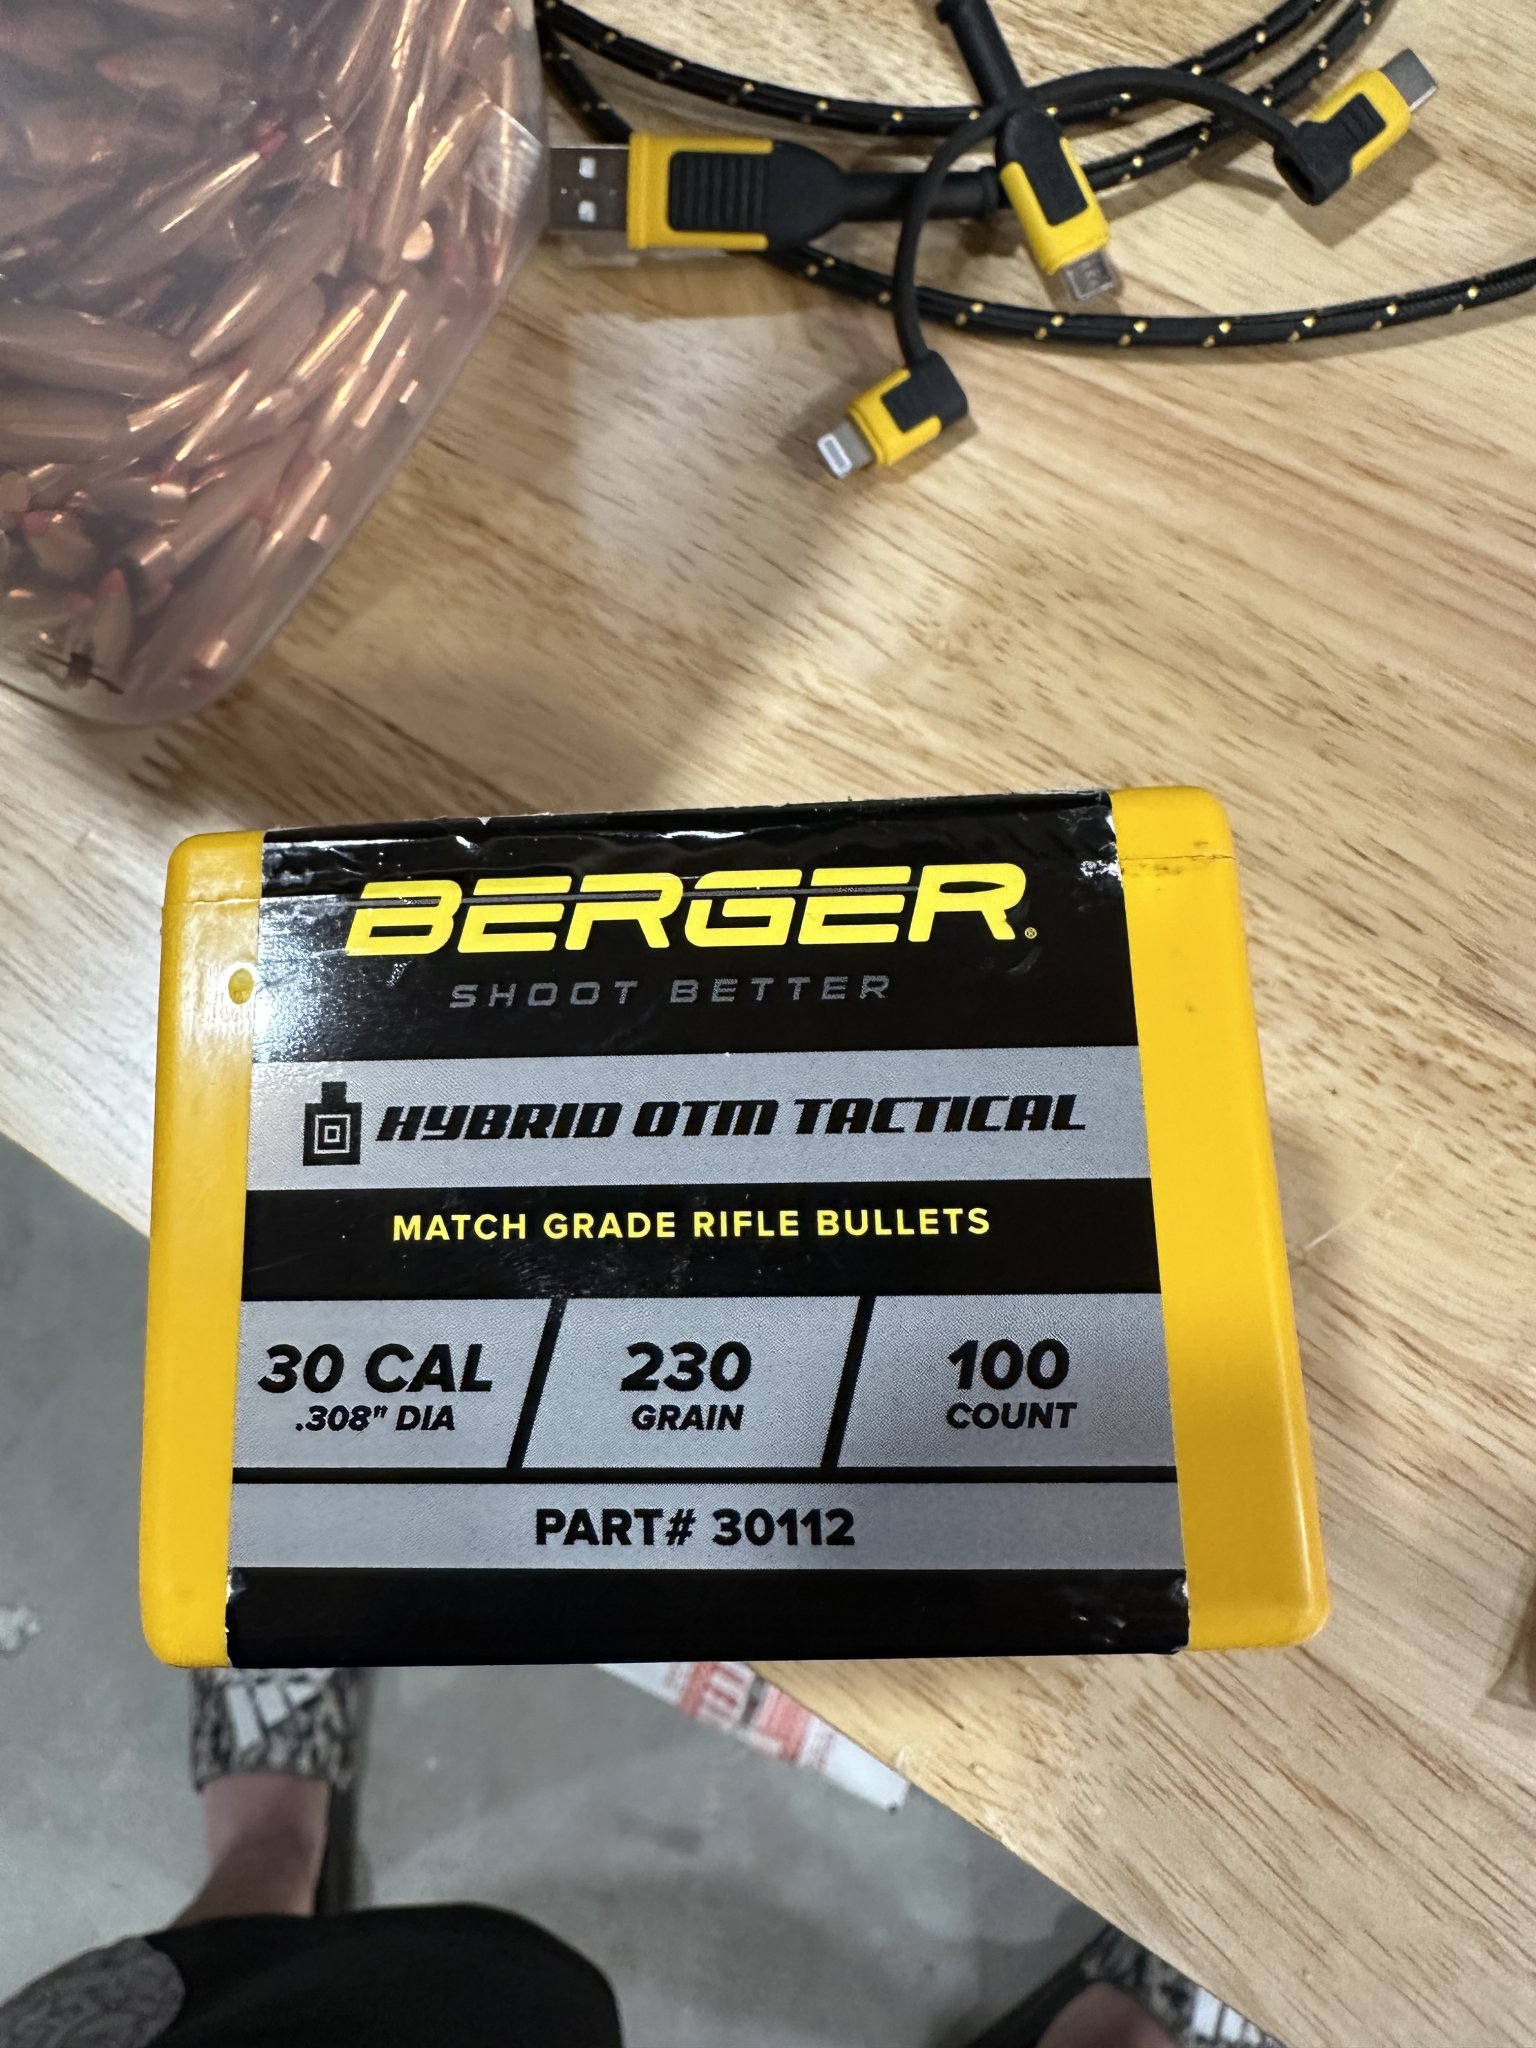 BERGER®
SHOOT BETTER
HYBRID OTM TACTICAL
MATCH GRADE RIFLE BULLETS
30 CAL
.308" DIA
230
GRAIN
100
COUNT
PART# 30112